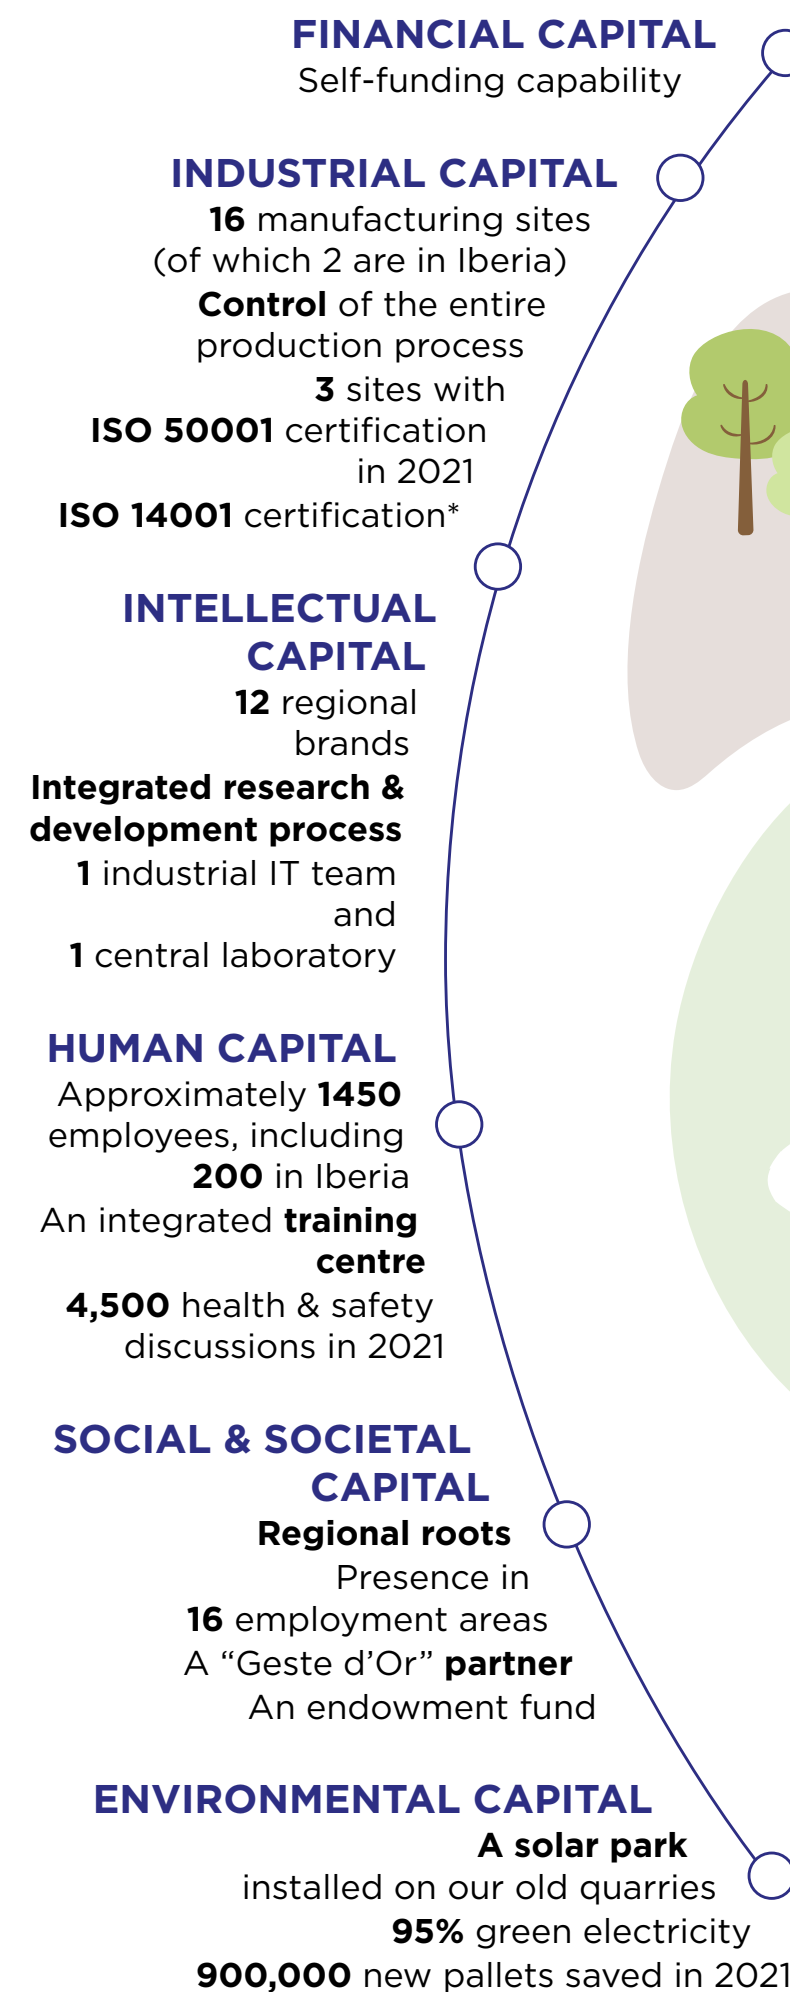 FINANCIAL CAPITAL
Self-funding capability
INDUSTRIAL CAPITAL
16 manufacturing sites
(of which 2 are in Iberia)
Control of the entire
production process
3 sites with
ISO 50001 certification
in 2021
ISO 14001 certification*
INTELLECTUAL
CAPITAL
12 regional
brands
Integrated research &
development process
1 industrial IT team
and
1 central laboratory
HUMAN CAPITAL
Approximately 1450
employees, including
200 in Iberia
An integrated training
centre
4,500 health & safety
discussions in 2021
SOCIAL & SOCIETAL
CAPITAL
Regional roots
Presence in
16 employment areas
A “Geste d’Or” partner
An endowment fund
ENVIRONMENTAL CAPITAL
A solar park
installed on our old quarries
95% green electricity
900,000 new pallets saved in 2021